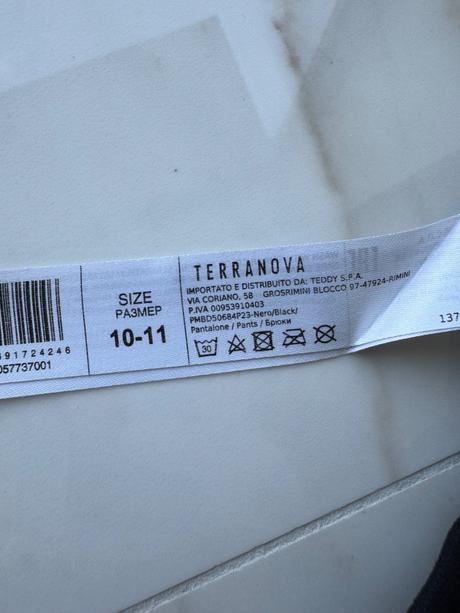 691724246
057737001
SIZE
РАЗМЕР
10-11
TERRANOVA
IMPORTATO E DISTRIBUITO DA: TEDDY S.P.A.
VIA CORIANO, 58 GROSRIMINI BLOCCO 97-47924-RIMINI
P.IVA 00953910403
PMBD50684P23-Nero/Black/
Pantalone / Pants / Брюки
30
137